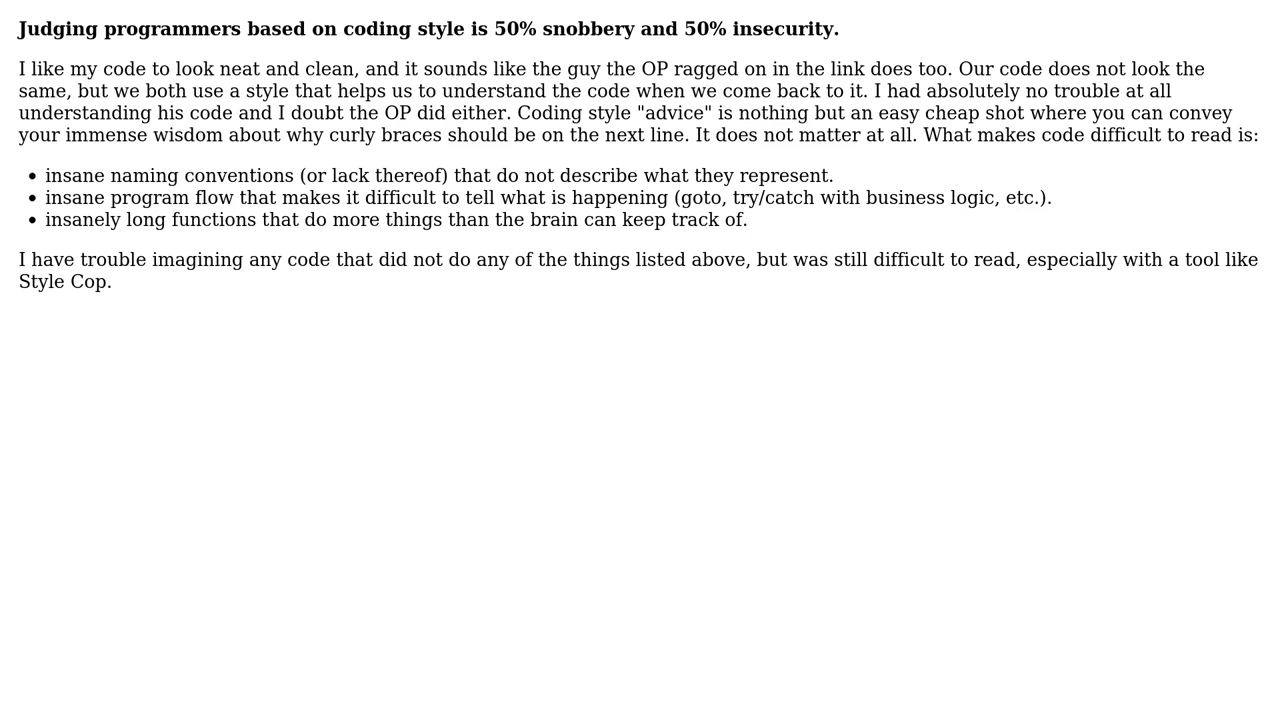 Judging programmers based on coding style is 50% snobbery and 50% insecurity.
I like my code to look neat and clean, and it sounds like the guy the OP ragged on in the link does too. Our code does not look the
same, but we both use a style that helps us to understand the code when we come back to it. I had absolutely no trouble at all
understanding his code and I doubt the OP did either. Coding style "advice" is nothing but an easy cheap shot where you can convey
your immense wisdom about why curly braces should be on the next line. It does not matter at all. What makes code difficult to read is:
• insane naming conventions (or lack thereof) that do not describe what they represent.
• insane program flow that makes it difficult to tell what is happening (goto, try/catch with business logic, etc.).
• insanely long functions that do more things than the brain can keep track of.
I have trouble imagining any code that did not do any of the things listed above, but was still difficult to read, especially with a tool like
Style Cop.